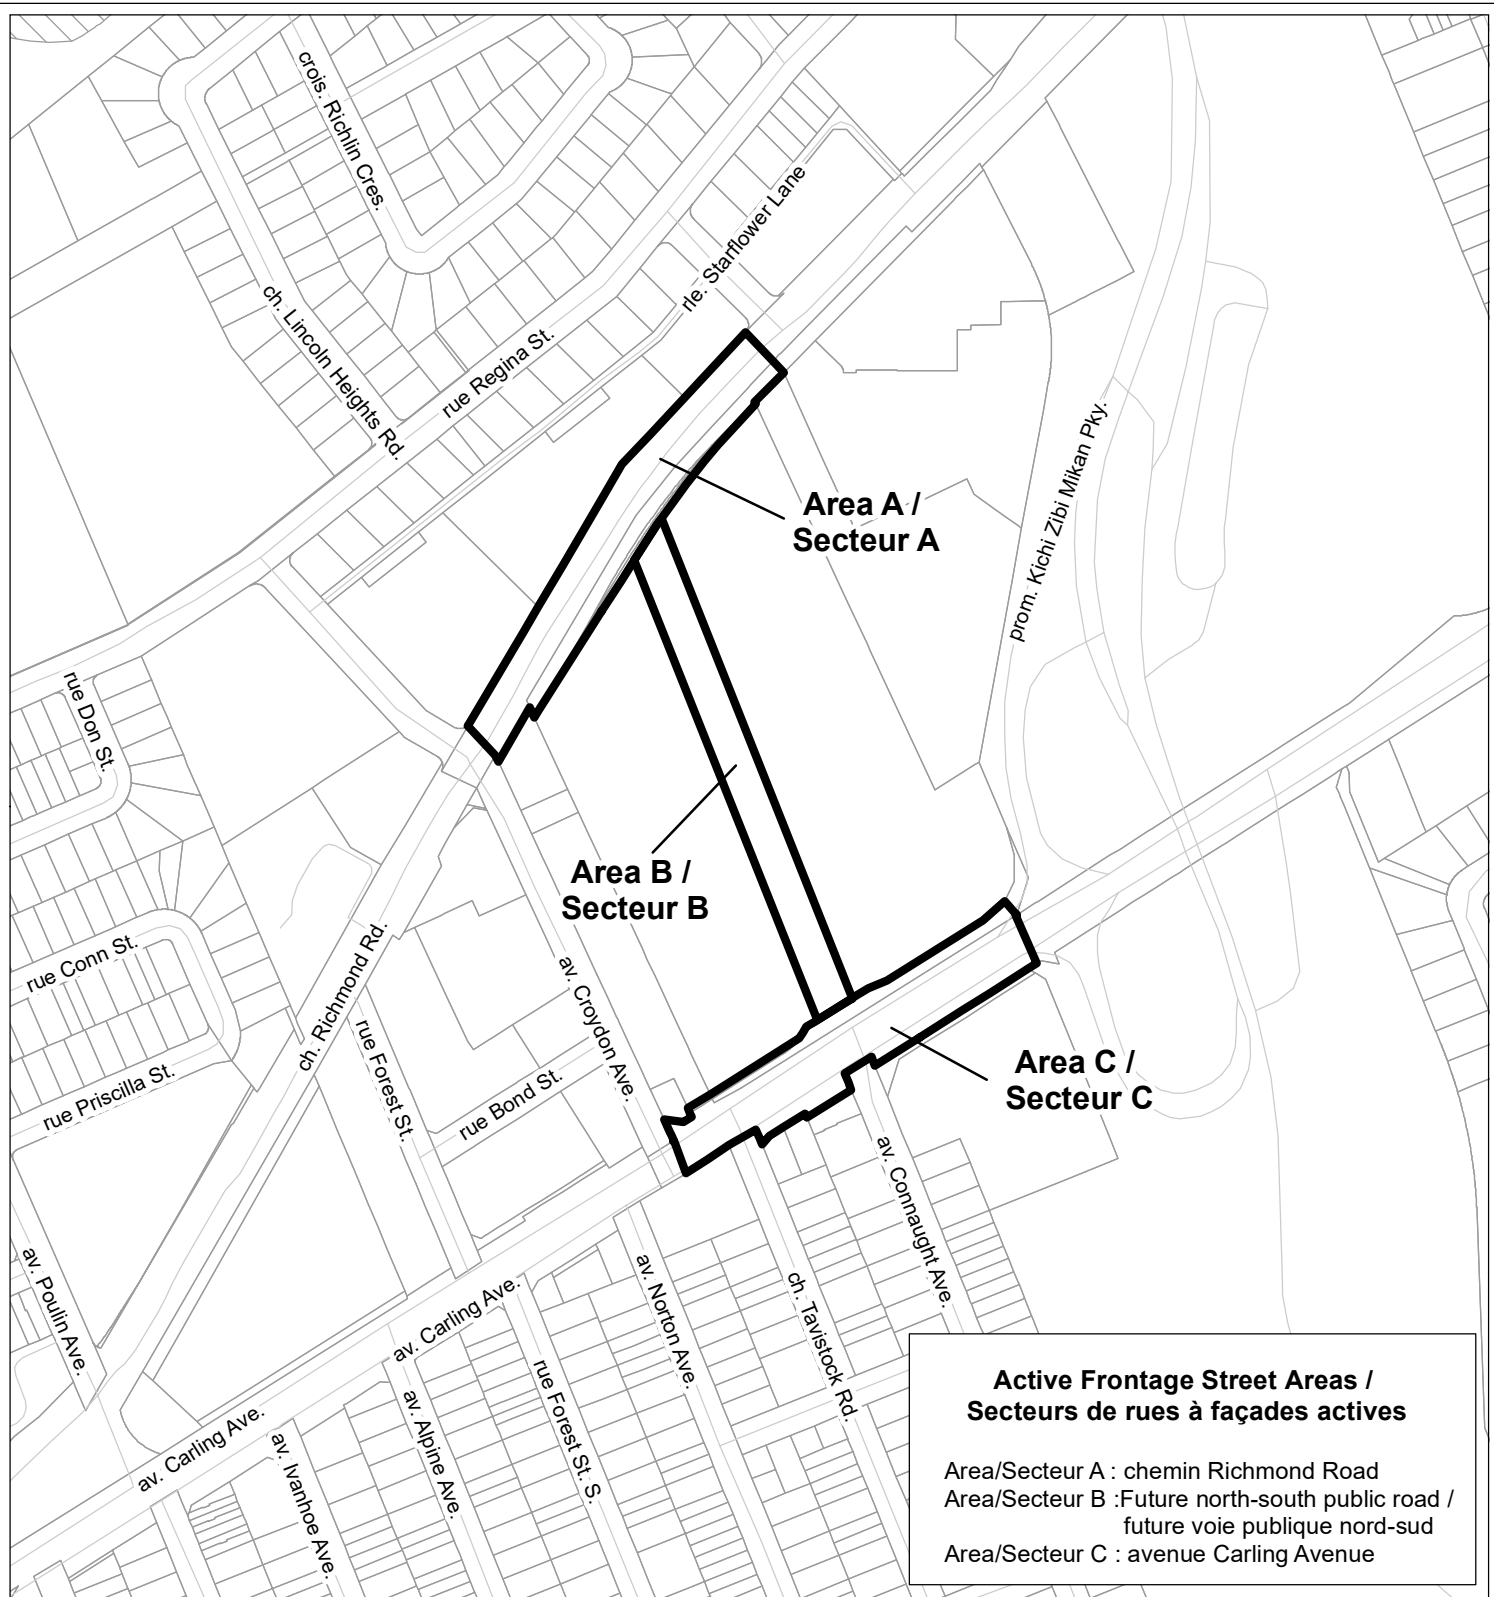 crois. Richlin Cres.
ch. Lincoln Heights Rd.
rue Regina St.
rle. Starflower Lane
prom. Kichi Zibi Mikan Pky.
Area A /
Secteur A
rue Don St.
Area B /
Secteur B
rue Conn St.
ch. Richmond Rd.
av. Croydon Ave.
rue Priscilla St.
rue Forest St.
rue Bond St.
Area C /
Secteur C
av. Connaught Ave.
av. Poulin Ave.
av. Carling Ave.
av. Norton Ave.
ch. Tavistock Rd.
av. Carling Ave.
av. Ivanhoe Ave.
av. Alpine Ave.
rue Forest St. S.
Active Frontage Street Areas /
Secteurs de rues à façades actives
Area/Secteur A : chemin Richmond Road
Area/Secteur B :Future north-south public road /
future voie publique nord-sud
Area/Secteur C : avenue Carling Avenue